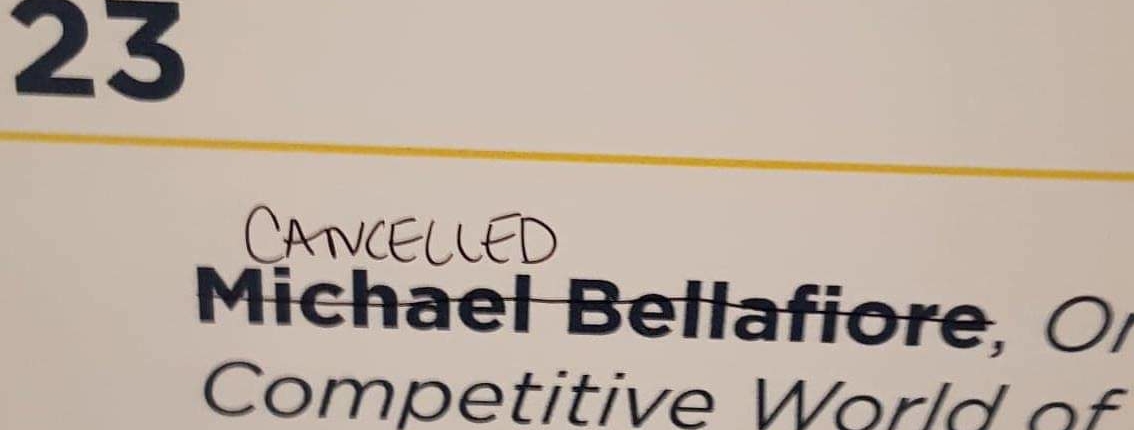 23
CANCELLED
Michael Bellafiore,
Competitive World of